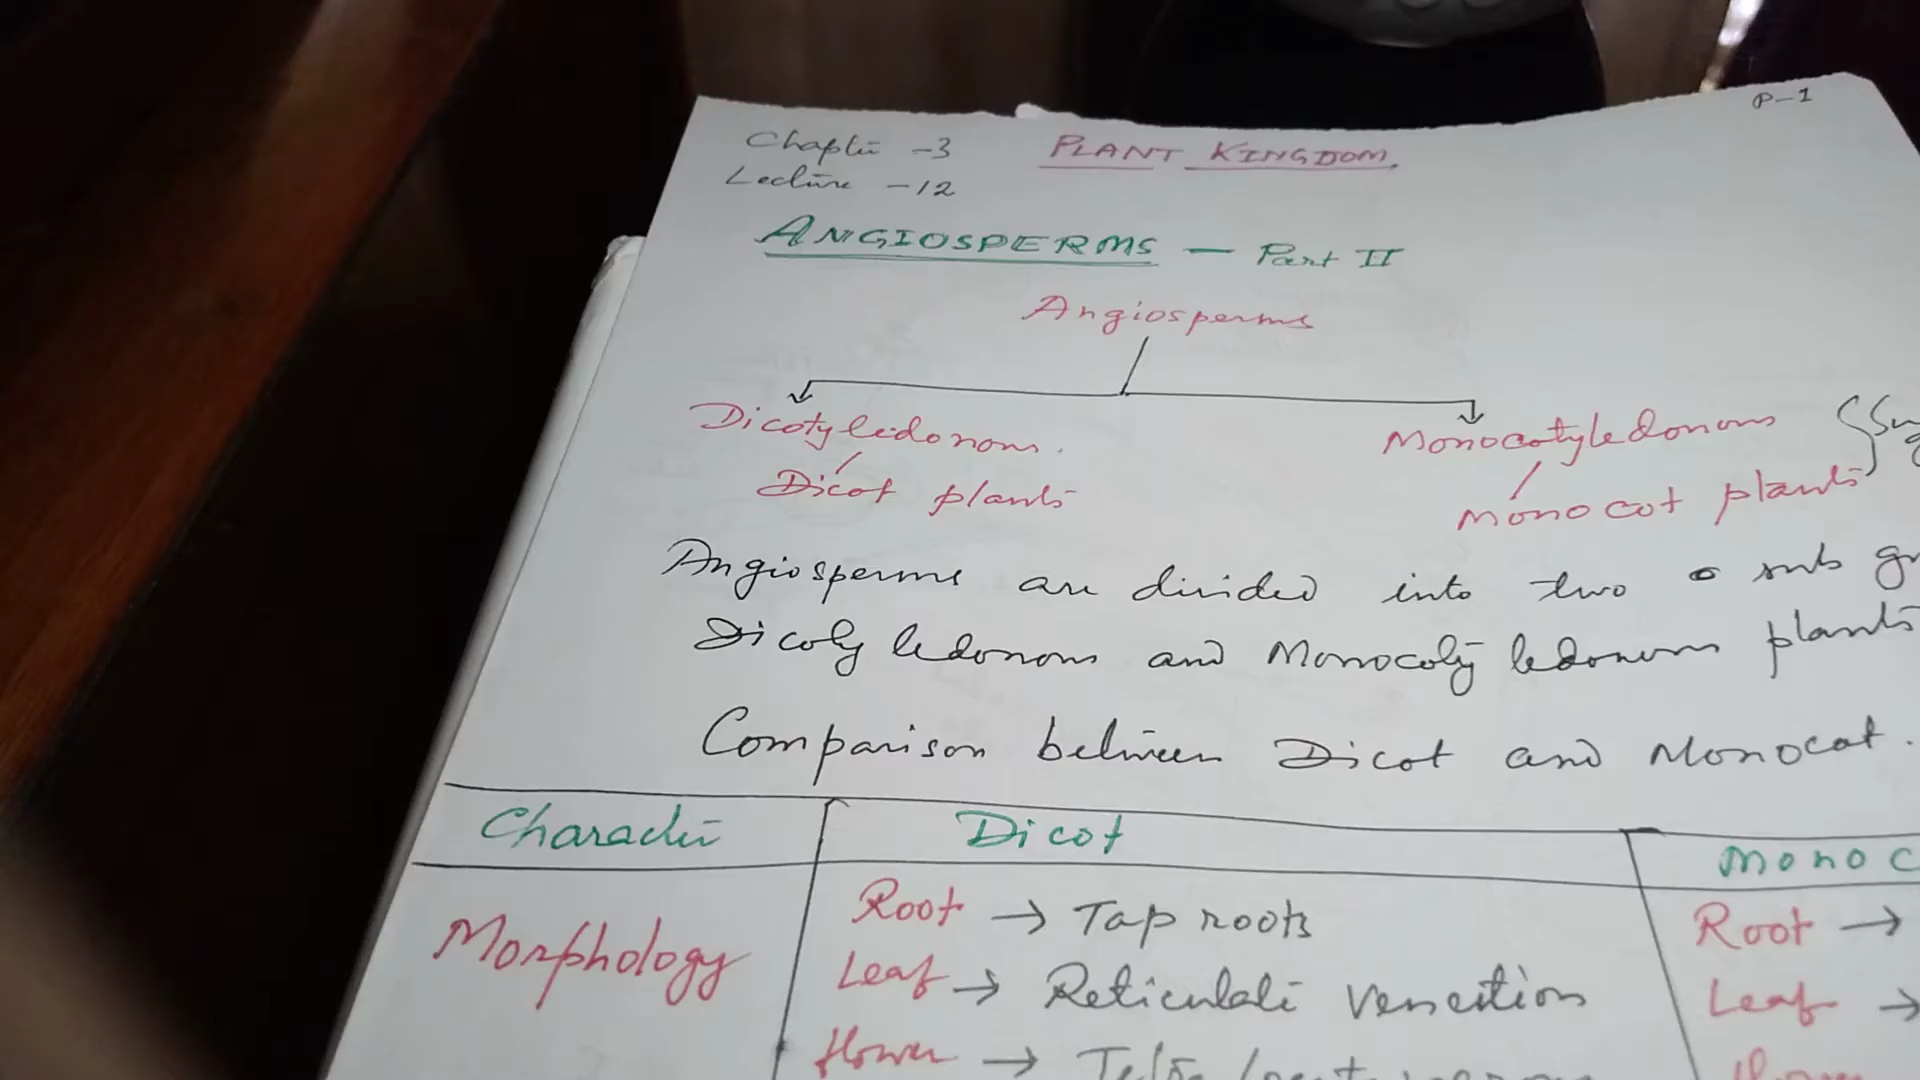 P-1
Chapter -3 PLANT KINGDOM.
Lecture -12
ANGIOSPERMS — Part II
Angiosperms
Dicotyledonous. Monocotyledonous
Dicot plants Monocot plants
Angiosperms are divided into two sub
Dicotyledonous and Monocotyledonous plants
Comparison between Dicot and Monocot.
Character Dicot Monoc
Morphology Root → Tap roots Root →
Leaf → Reticulate venention Leaf →
flower →